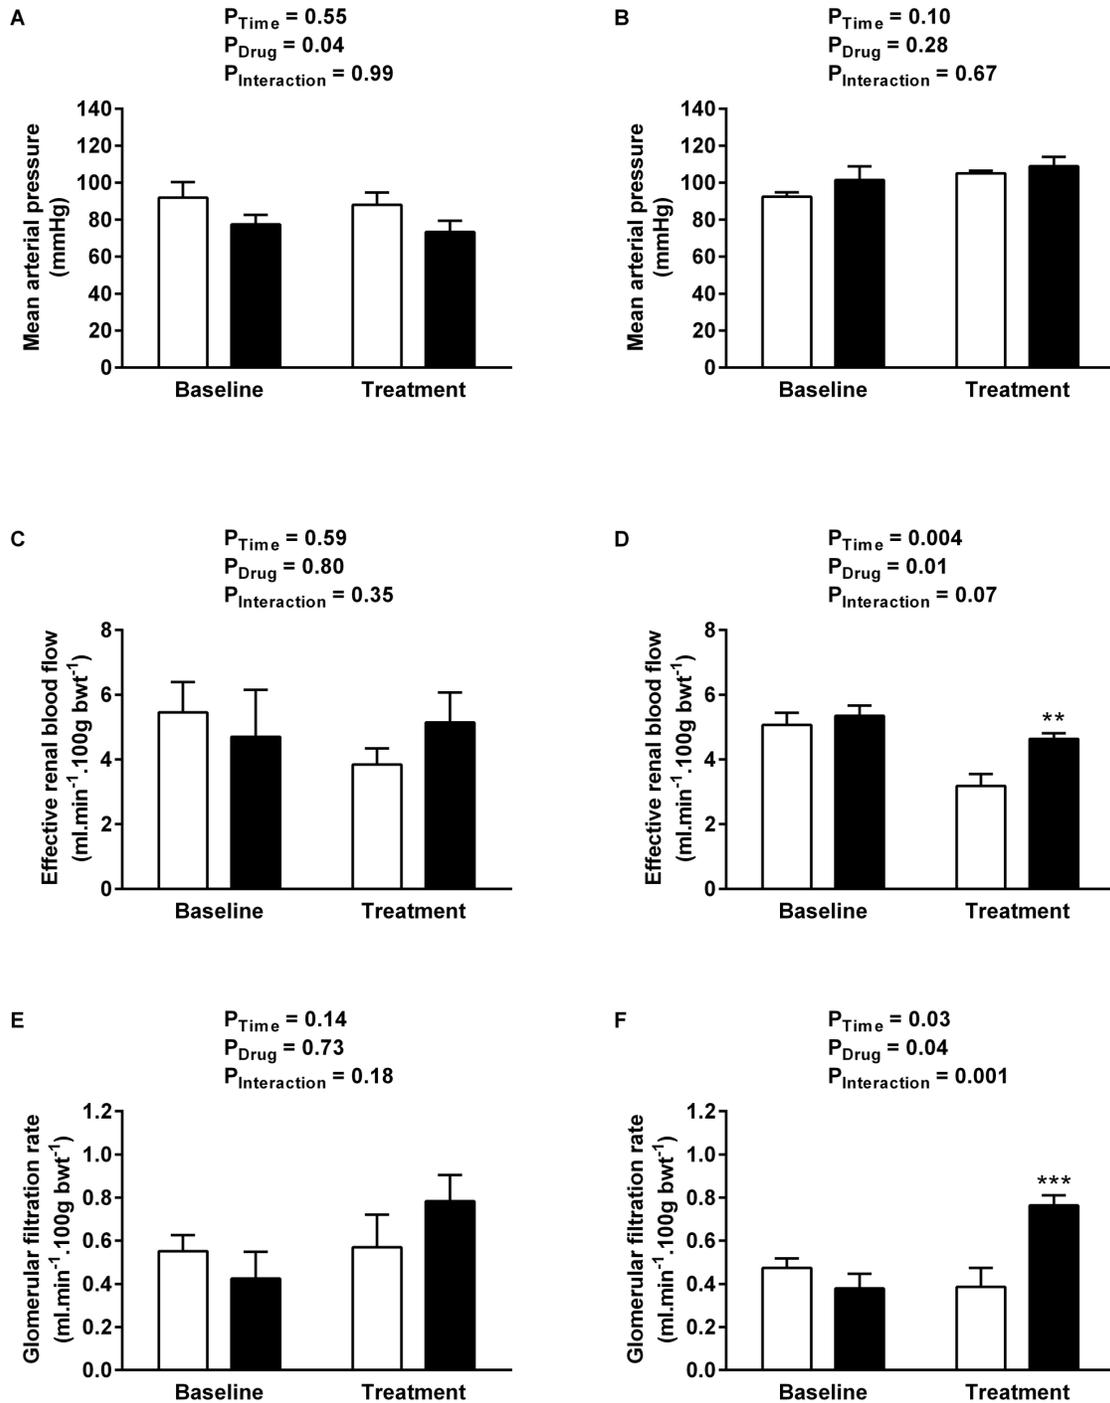 A
P_Time = 0.55
P_Drug = 0.04
P_Interaction = 0.99
Mean arterial pressure
(mmHg)
140
120
100
80
60
40
20
0
Baseline
Treatment
B
P_Time = 0.10
P_Drug = 0.28
P_Interaction = 0.67
Mean arterial pressure
(mmHg)
140
120
100
80
60
40
20
0
Baseline
Treatment
C
P_Time = 0.59
P_Drug = 0.80
P_Interaction = 0.35
Effective renal blood flow
(ml.min⁻¹.100g bwt⁻¹)
8
6
4
2
0
Baseline
Treatment
D
P_Time = 0.004
P_Drug = 0.01
P_Interaction = 0.07
Effective renal blood flow
(ml.min⁻¹.100g bwt⁻¹)
8
6
4
2
0
**
Baseline
Treatment
E
P_Time = 0.14
P_Drug = 0.73
P_Interaction = 0.18
Glomerular filtration rate
(ml.min⁻¹.100g bwt⁻¹)
1.2
1.0
0.8
0.6
0.4
0.2
0.0
Baseline
Treatment
F
P_Time = 0.03
P_Drug = 0.04
P_Interaction = 0.001
Glomerular filtration rate
(ml.min⁻¹.100g bwt⁻¹)
1.2
1.0
0.8
0.6
0.4
0.2
0.0
***
Baseline
Treatment